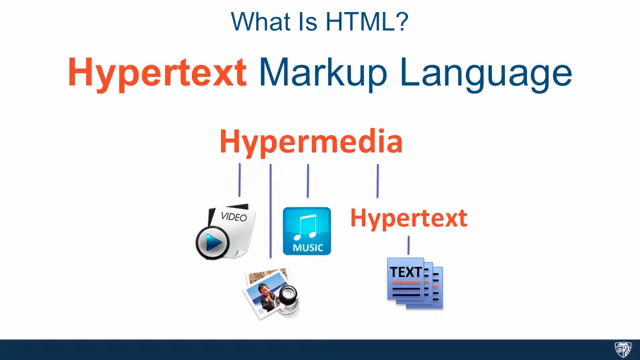 What Is HTML?
Hypertext Markup Language
Hypermedia
VIDEO
MUSIC
Hypertext
TEXT